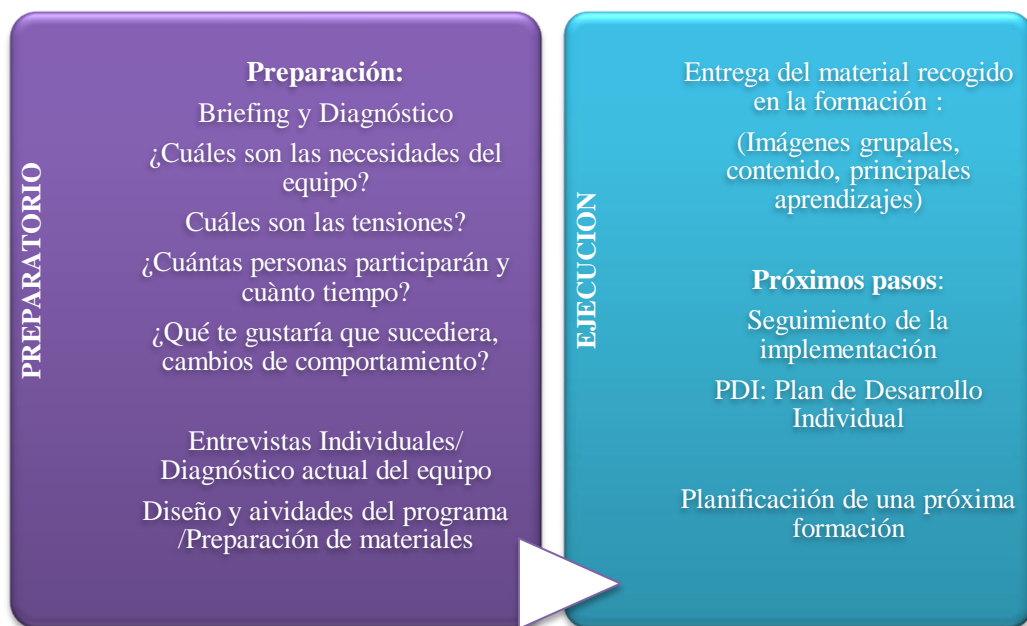 PREPARATORIO
Preparación:
Briefing y Diagnóstico
¿Cuáles son las necesidades del
equipo?
Cuáles son las tensiones?
¿Cuántas personas participarán y
cuànto tiempo?
¿Qué te gustaría que sucediera,
cambios de comportamiento?
Entrevistas Individuales/
Diagnóstico actual del equipo
Diseño y aividades del programa
/Preparación de materiales
EJECUCION
Entrega del material recogido
en la formación :
(Imágenes grupales,
contenido, principales
aprendizajes)
Próximos pasos:
Seguimiento de la
implementación
PDI: Plan de Desarrollo
Individual
Planificaciión de una próxima
formación